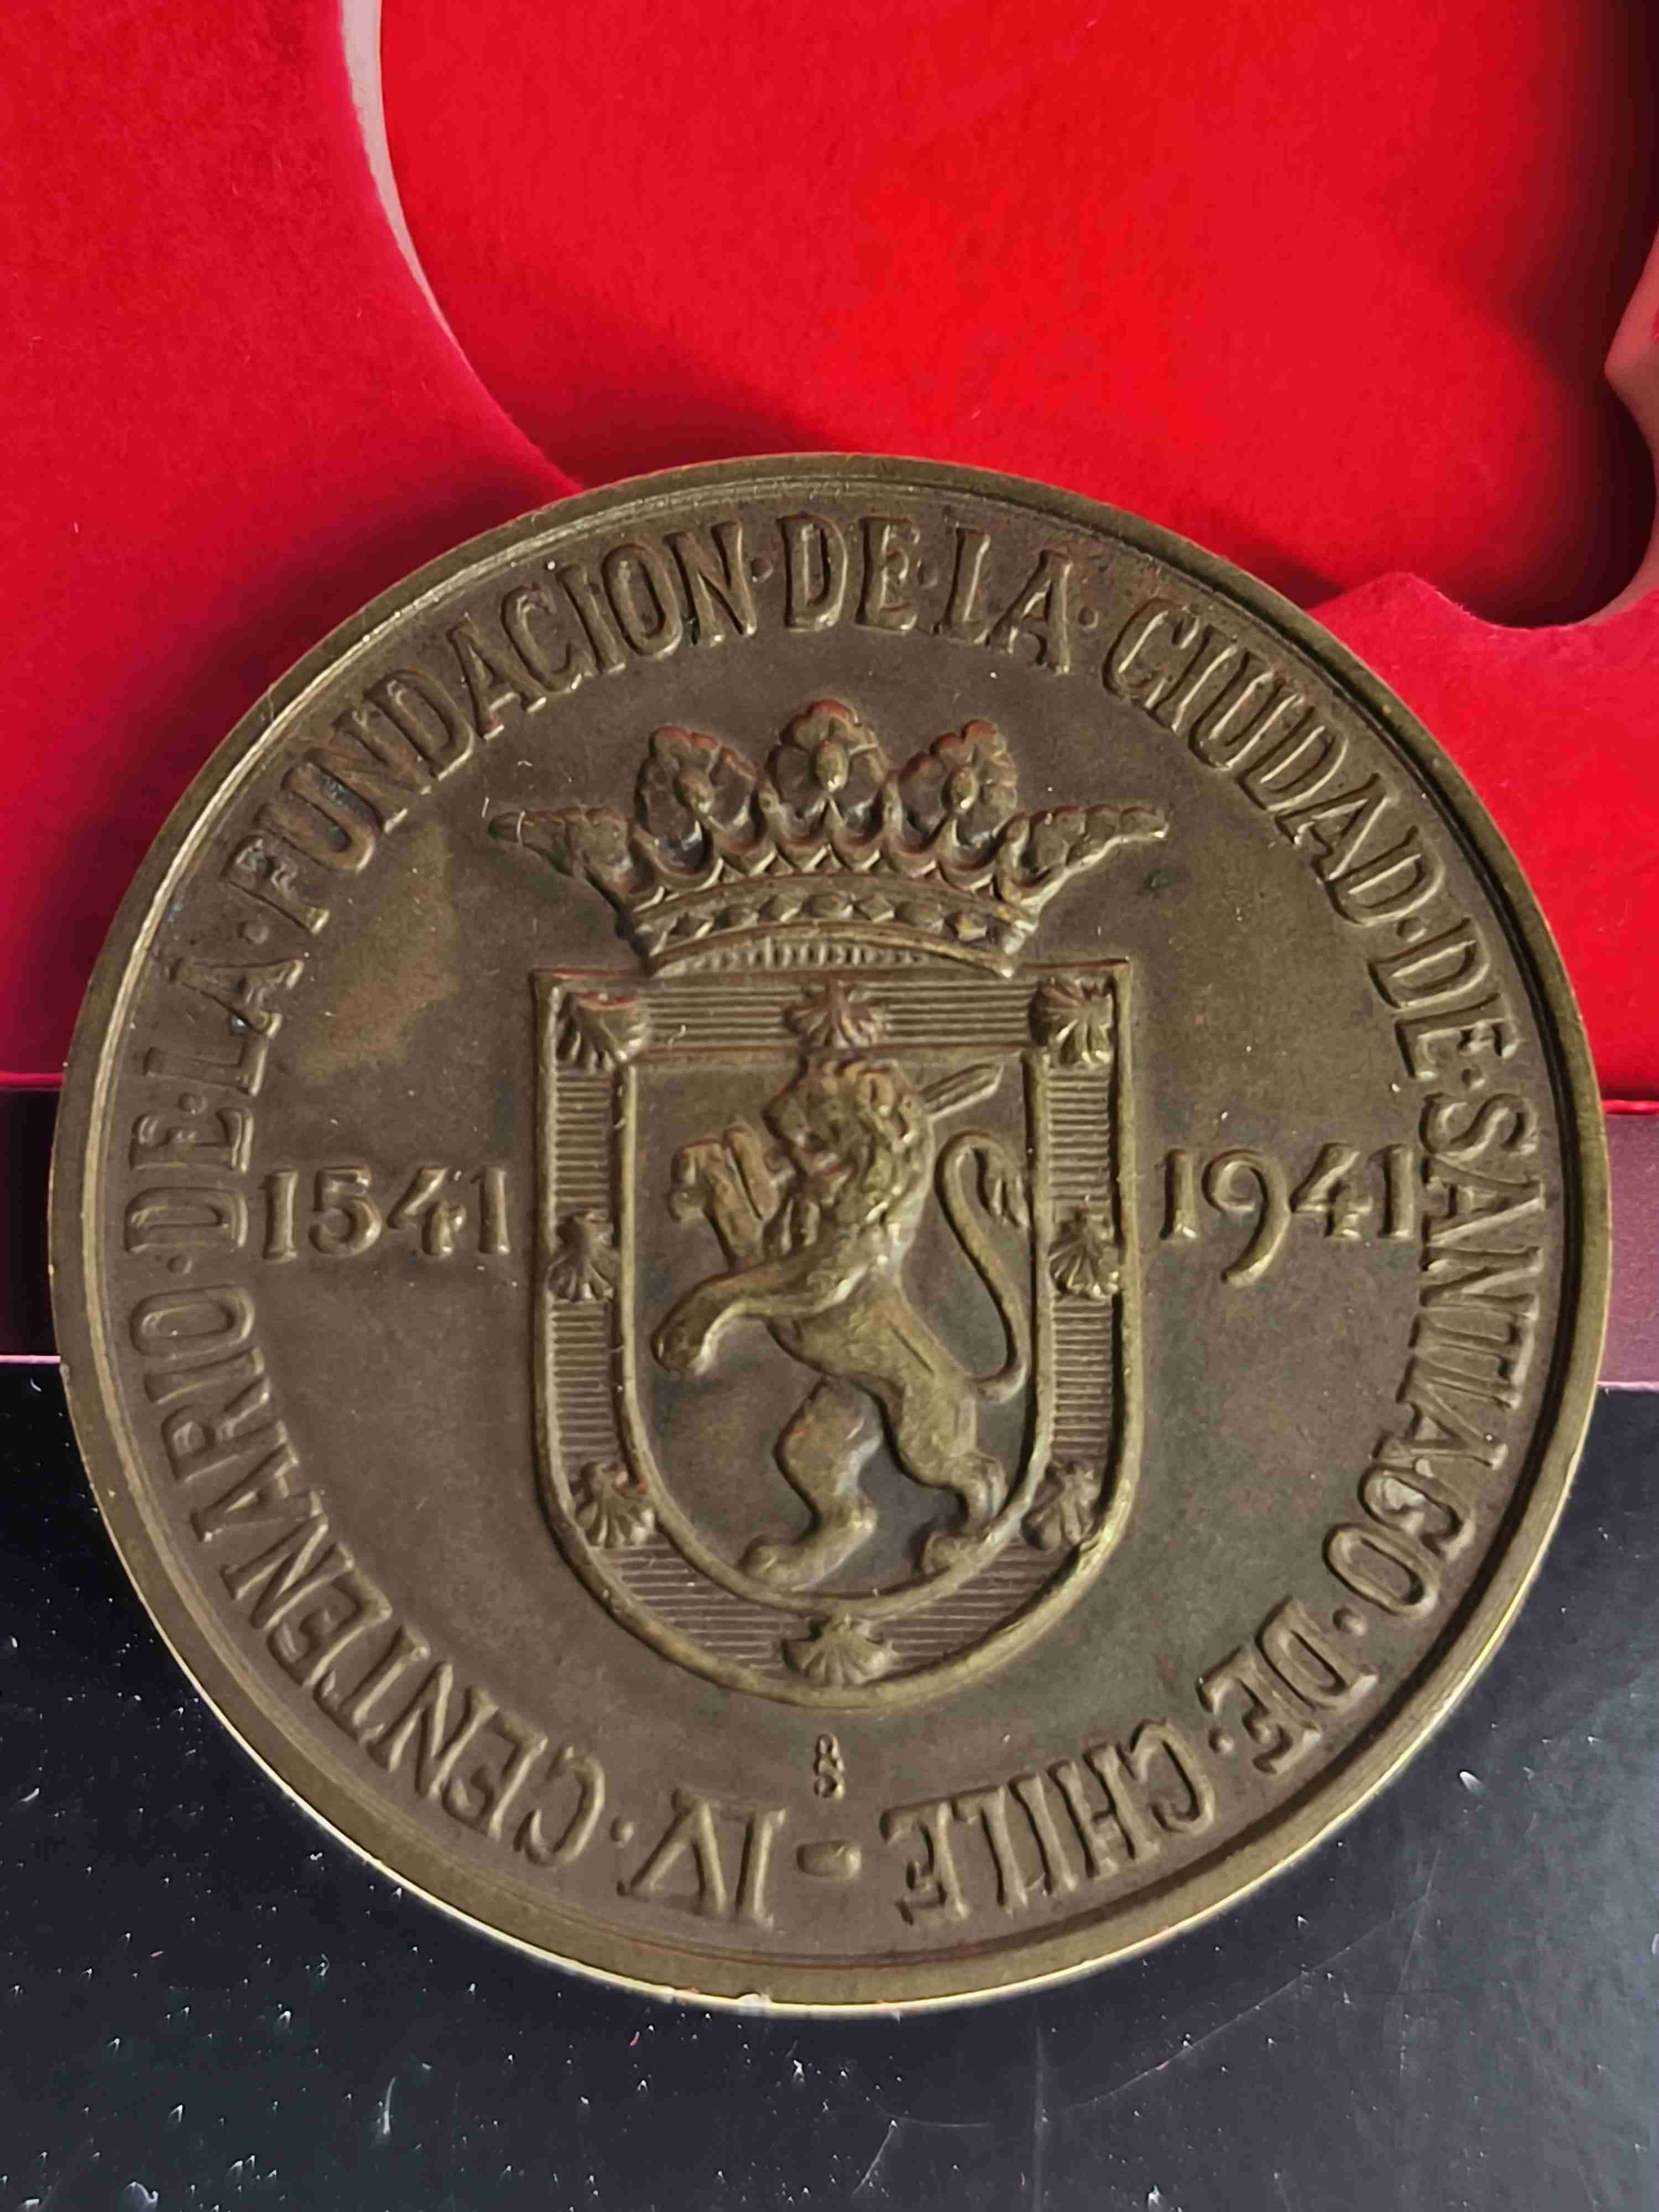 IV · CENTENARIO · DE · LA · FUNDACION · DE · LA · CIUDAD · DE · SANTIAGO · DE · CHILE -
1541
1941